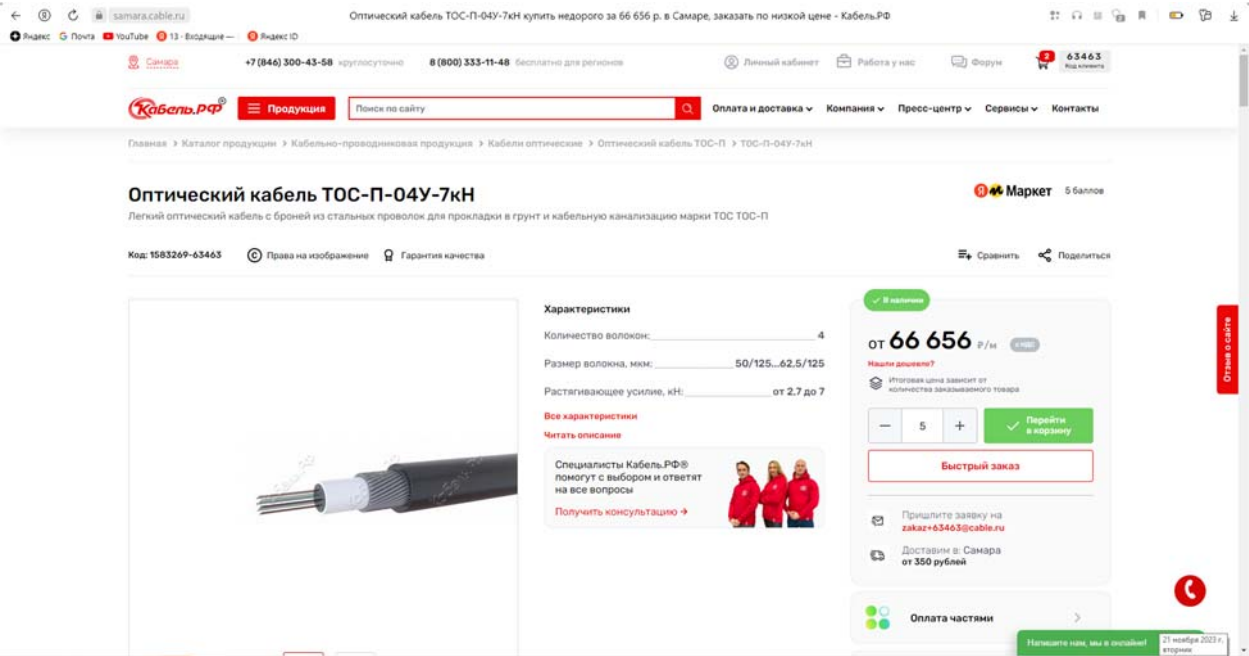 samara.cable.ru
Оптический кабель ТОС-П-04У-7кН купить недорого за 66 656 р. в Самаре, заказать по низкой цене - Кабель.РФ
Яндекс Почта YouTube 13 · Входящие — Яндекс ID
Самара +7 (846) 300-43-58 круглосуточно 8 (800) 333-11-48 бесплатно для регионов Личный кабинет Работа у нас Форум 2 63463
Код клиента
Кабель.РФ® Продукция Поиск по сайту Оплата и доставка Компания Пресс-центр Сервисы Контакты
Главная > Каталог продукции > Кабельно-проводниковая продукция > Кабели оптические > Оптический кабель ТОС-П > ТОС-П-04У-7кН
Оптический кабель ТОС-П-04У-7кН
Я Маркет 5 баллов
Легкий оптический кабель с броней из стальных проволок для прокладки в грунт и кабельную канализацию марки ТОС ТОС-П
Код: 1583269-63463 Права на изображение Гарантия качества Сравнить Поделиться
Характеристики
Количество волокон: 4
Размер волокна, мкм: 50/125...62,5/125
Растягивающее усилие, кН: от 2,7 до 7
Все характеристики
Читать описание
Специалисты Кабель.РФ®
помогут с выбором и ответят
на все вопросы
Получить консультацию →
В наличии
от 66 656 ₽/м с НДС
Нашли дешевле?
Итоговая цена зависит от
количества заказываемого товара
− 5 +
Перейти
в корзину
Быстрый заказ
Пришлите заявку на
zakaz+63463@cable.ru
Доставим в: Самара
от 350 рублей
Оплата частями
Отзыв о сайте
Напишите нам, мы в онлайне!
21 ноября 2023 г.
вторник